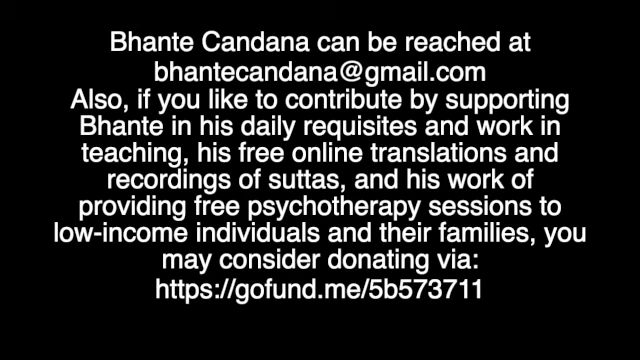 Bhante Candana can be reached at
bhantecandana@gmail.com
Also, if you like to contribute by supporting
Bhante in his daily requisites and work in
teaching, his free online translations and
recordings of suttas, and his work of
providing free psychotherapy sessions to
low-income individuals and their families, you
may consider donating via:
https://gofund.me/5b573711